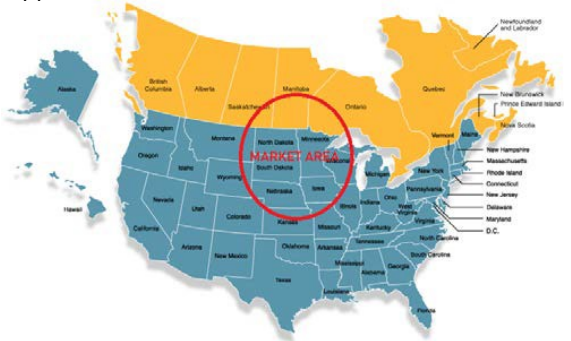 Newfoundland
and Labrador
Alaska
British
Columbia
Alberta
Saskatchewan
Manitoba
Ontario
Quebec
New Brunswick
Prince Edward Island
Nova Scotia
Washington
Montana
North Dakota
Minnesota
Vermont
Maine
MARKET AREA
Oregon
Idaho
Wyoming
South Dakota
Wisconsin
Michigan
New York
New Hampshire
Massachusetts
Rhode Island
Connecticut
New Jersey
Delaware
Maryland
D.C.
Nebraska
Iowa
Pennsylvania
Hawaii
Nevada
Utah
Colorado
Kansas
Missouri
Illinois
Indiana
Ohio
West
Virginia
Virginia
Kentucky
California
Arizona
New Mexico
Oklahoma
Arkansas
Tennessee
North Carolina
South Carolina
Texas
Louisiana
Mississippi
Alabama
Georgia
Florida